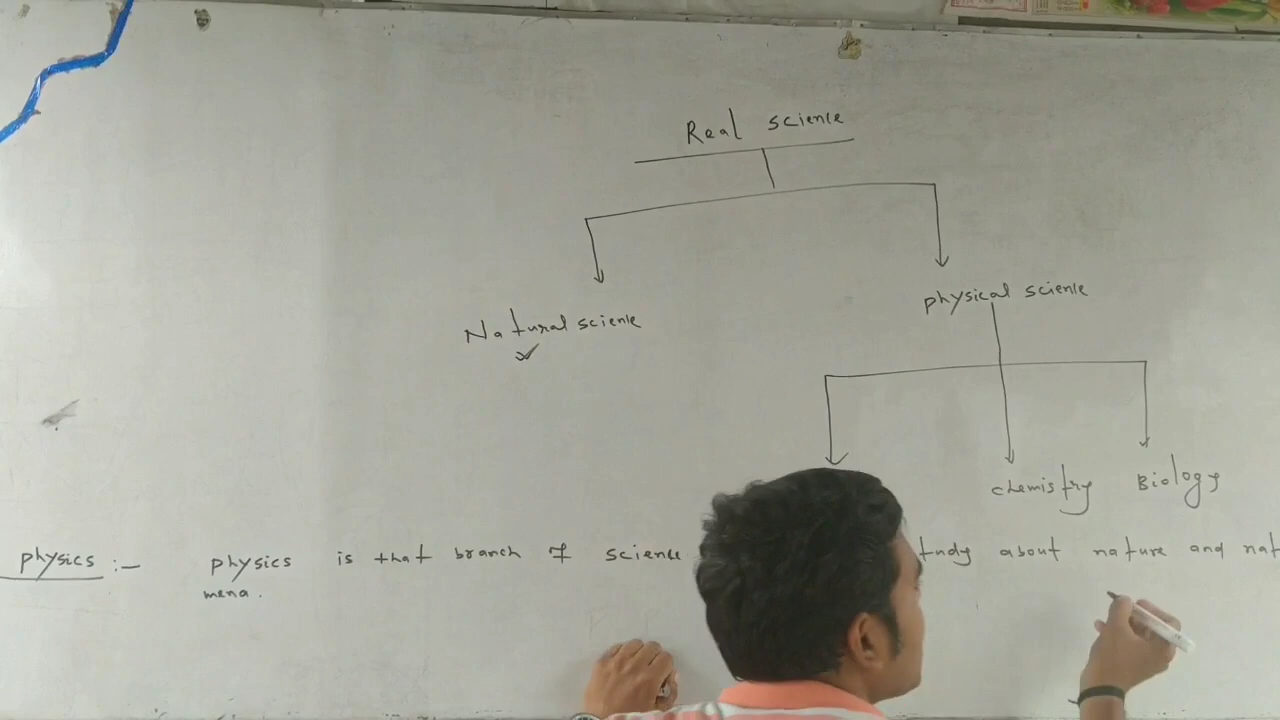 Real science
Natural science
physical science
chemistry Biology
physics :- physics is that branch of science tudy about nature and nat
mena.